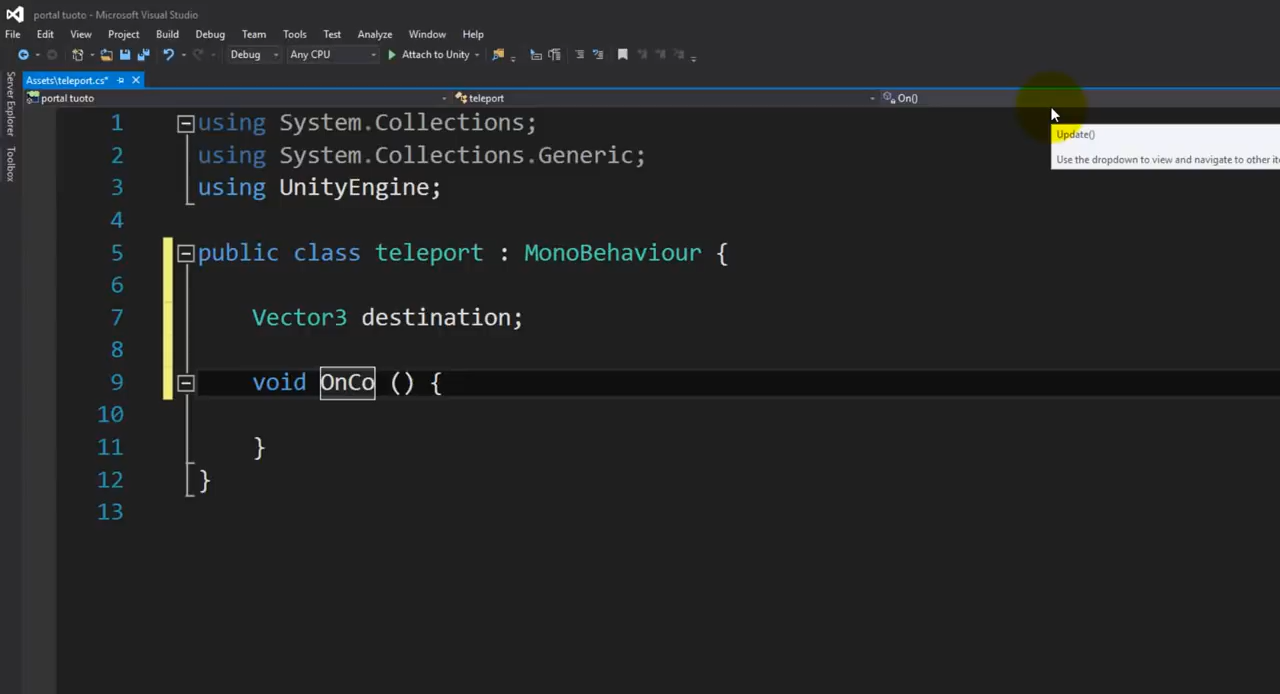 portal tuoto - Microsoft Visual Studio
File Edit View Project Build Debug Team Tools Test Analyze Window Help
Debug Any CPU Attach to Unity
Server Explorer
Toolbox
Assets\teleport.cs*
portal tuoto teleport On()
Update()
Use the dropdown to view and navigate to other
1 using System.Collections;
2 using System.Collections.Generic;
3 using UnityEngine;
4
5 public class teleport : MonoBehaviour {
6
7 Vector3 destination;
8
9 void OnCo () {
10
11 }
12 }
13